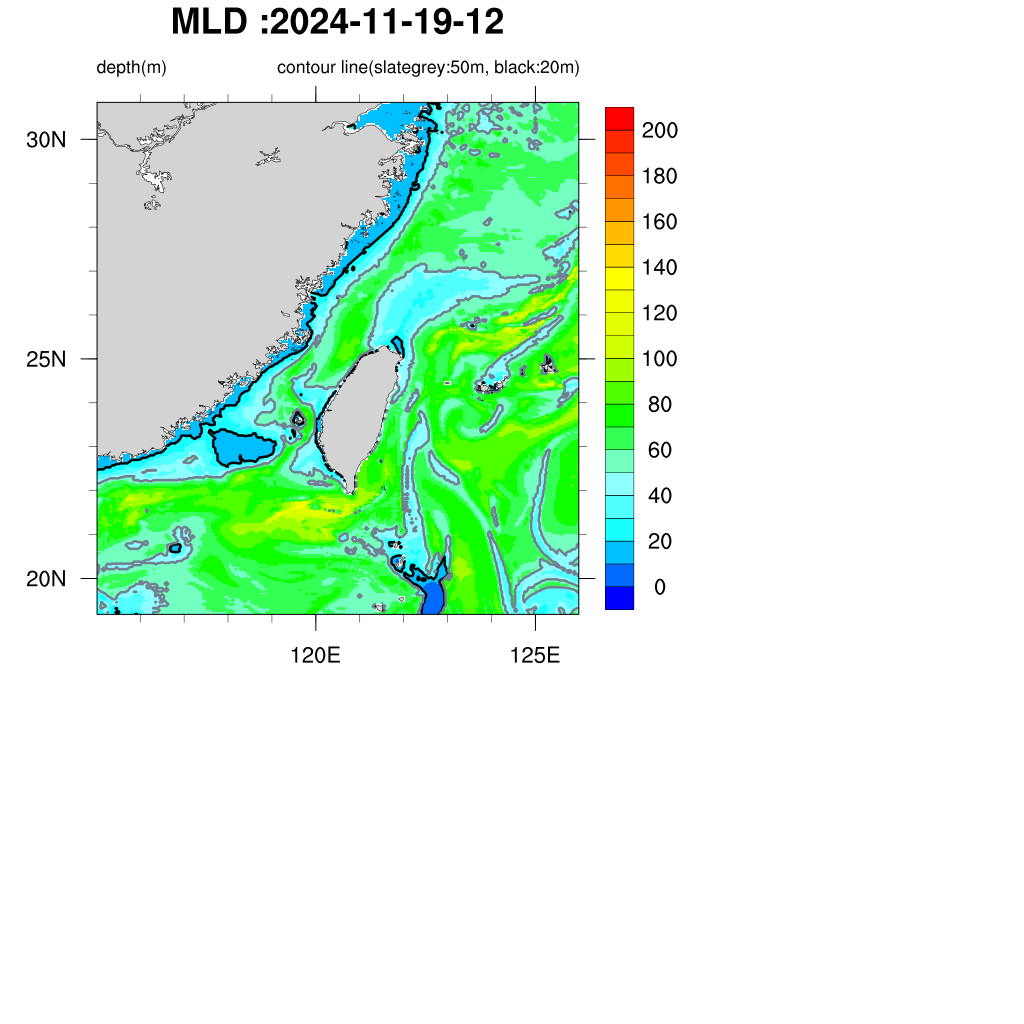 MLD :2024-11-19-12
depth(m)
contour line(slategrey:50m, black:20m)
30N
25N
20N
120E
125E
200
180
160
140
120
100
80
60
40
20
0